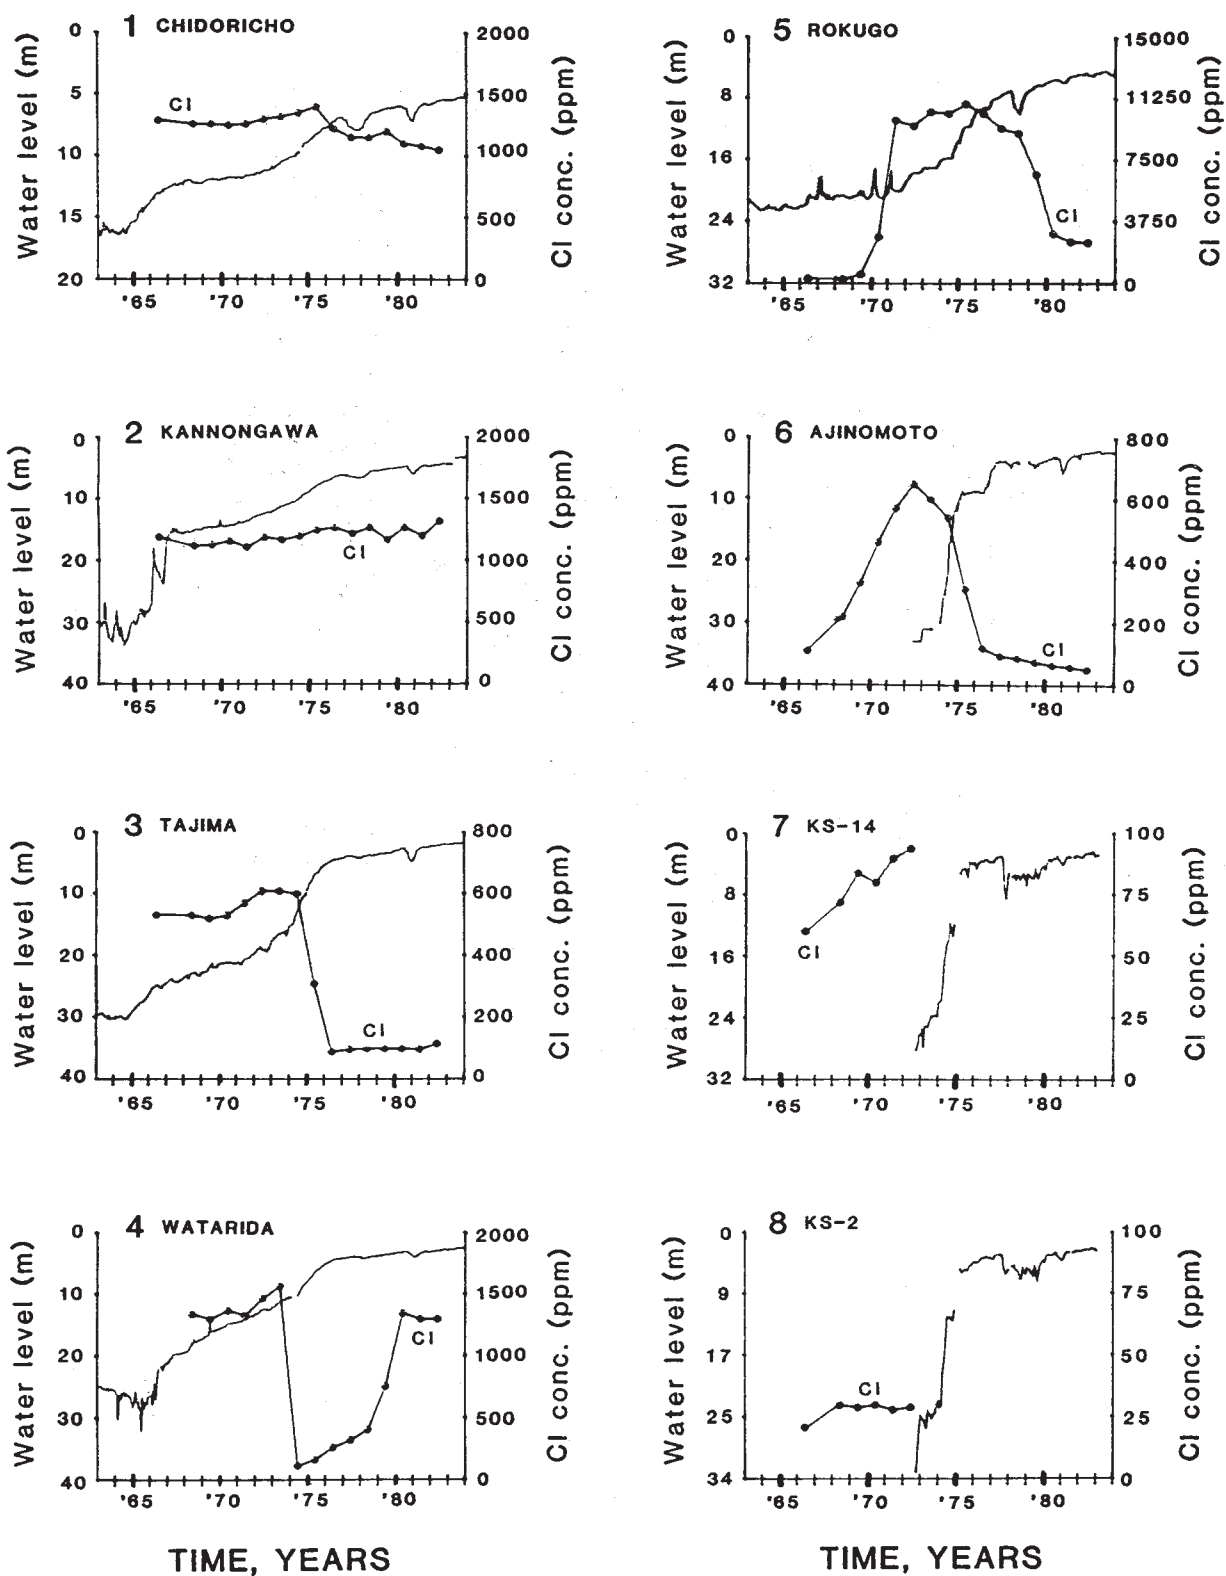 1 CHIDORICHO
Water level (m)
0
5
10
15
20
Cl
2000
1500
1000
500
0
Cl conc. (ppm)
'65 '70 '75 '80
5 ROKUGO
Water level (m)
0
8
16
24
32
Cl
15000
11250
7500
3750
0
Cl conc. (ppm)
'65 '70 '75 '80
2 KANNONGAWA
Water level (m)
0
10
20
30
40
Cl
2000
1500
1000
500
0
Cl conc. (ppm)
'65 '70 '75 '80
6 AJINOMOTO
Water level (m)
0
10
20
30
40
Cl
800
600
400
200
0
Cl conc. (ppm)
'65 '70 '75 '80
3 TAJIMA
Water level (m)
0
10
20
30
40
Cl
800
600
400
200
0
Cl conc. (ppm)
'65 '70 '75 '80
7 KS-14
Water level (m)
0
8
16
24
32
Cl
100
75
50
25
0
Cl conc. (ppm)
'65 '70 '75 '80
4 WATARIDA
Water level (m)
0
10
20
30
40
Cl
2000
1500
1000
500
0
Cl conc. (ppm)
'65 '70 '75 '80
TIME, YEARS
8 KS-2
Water level (m)
0
9
17
25
34
Cl
100
75
50
25
0
Cl conc. (ppm)
'65 '70 '75 '80
TIME, YEARS